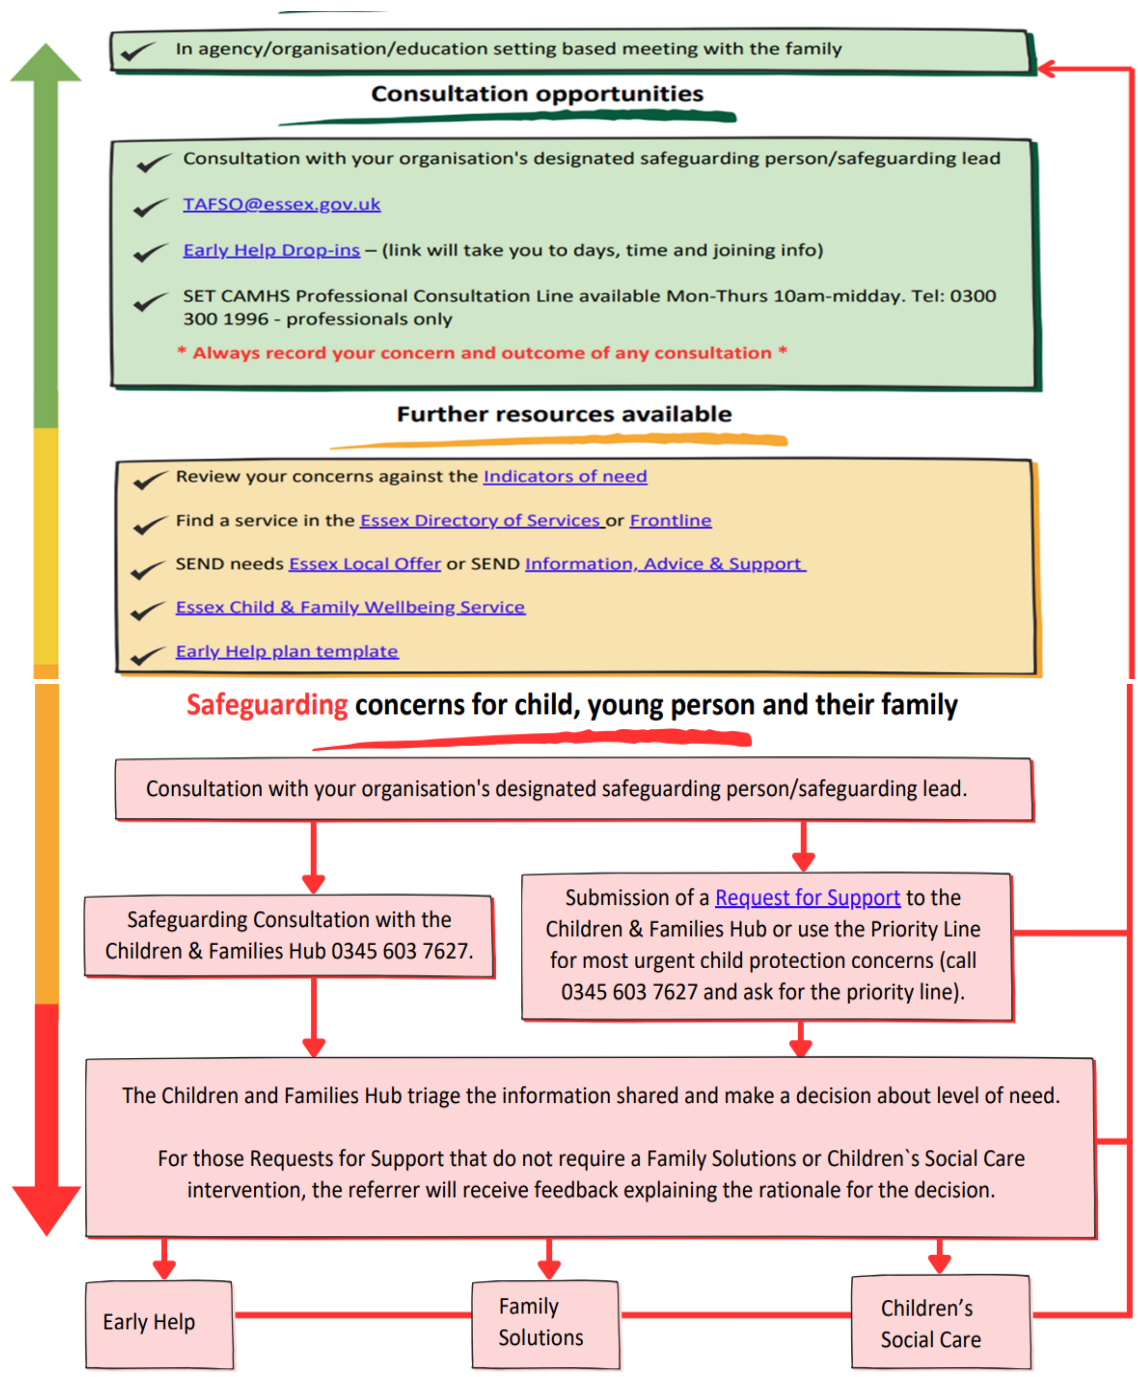 In agency/organisation/education setting based meeting with the family
Consultation opportunities
Consultation with your organisation's designated safeguarding person/safeguarding lead
TAFSO@essex.gov.uk
Early Help Drop-ins – (link will take you to days, time and joining info)
SET CAMHS Professional Consultation Line available Mon-Thurs 10am-midday. Tel: 0300
300 1996 - professionals only
* Always record your concern and outcome of any consultation *
Further resources available
Review your concerns against the Indicators of need
Find a service in the Essex Directory of Services or Frontline
SEND needs Essex Local Offer or SEND Information, Advice & Support
Essex Child & Family Wellbeing Service
Early Help plan template
Safeguarding concerns for child, young person and their family
Consultation with your organisation's designated safeguarding person/safeguarding lead.
Safeguarding Consultation with the
Children & Families Hub 0345 603 7627.
Submission of a Request for Support to the
Children & Families Hub or use the Priority Line
for most urgent child protection concerns (call
0345 603 7627 and ask for the priority line).
The Children and Families Hub triage the information shared and make a decision about level of need.
For those Requests for Support that do not require a Family Solutions or Children`s Social Care
intervention, the referrer will receive feedback explaining the rationale for the decision.
Early Help
Family
Solutions
Children's
Social Care